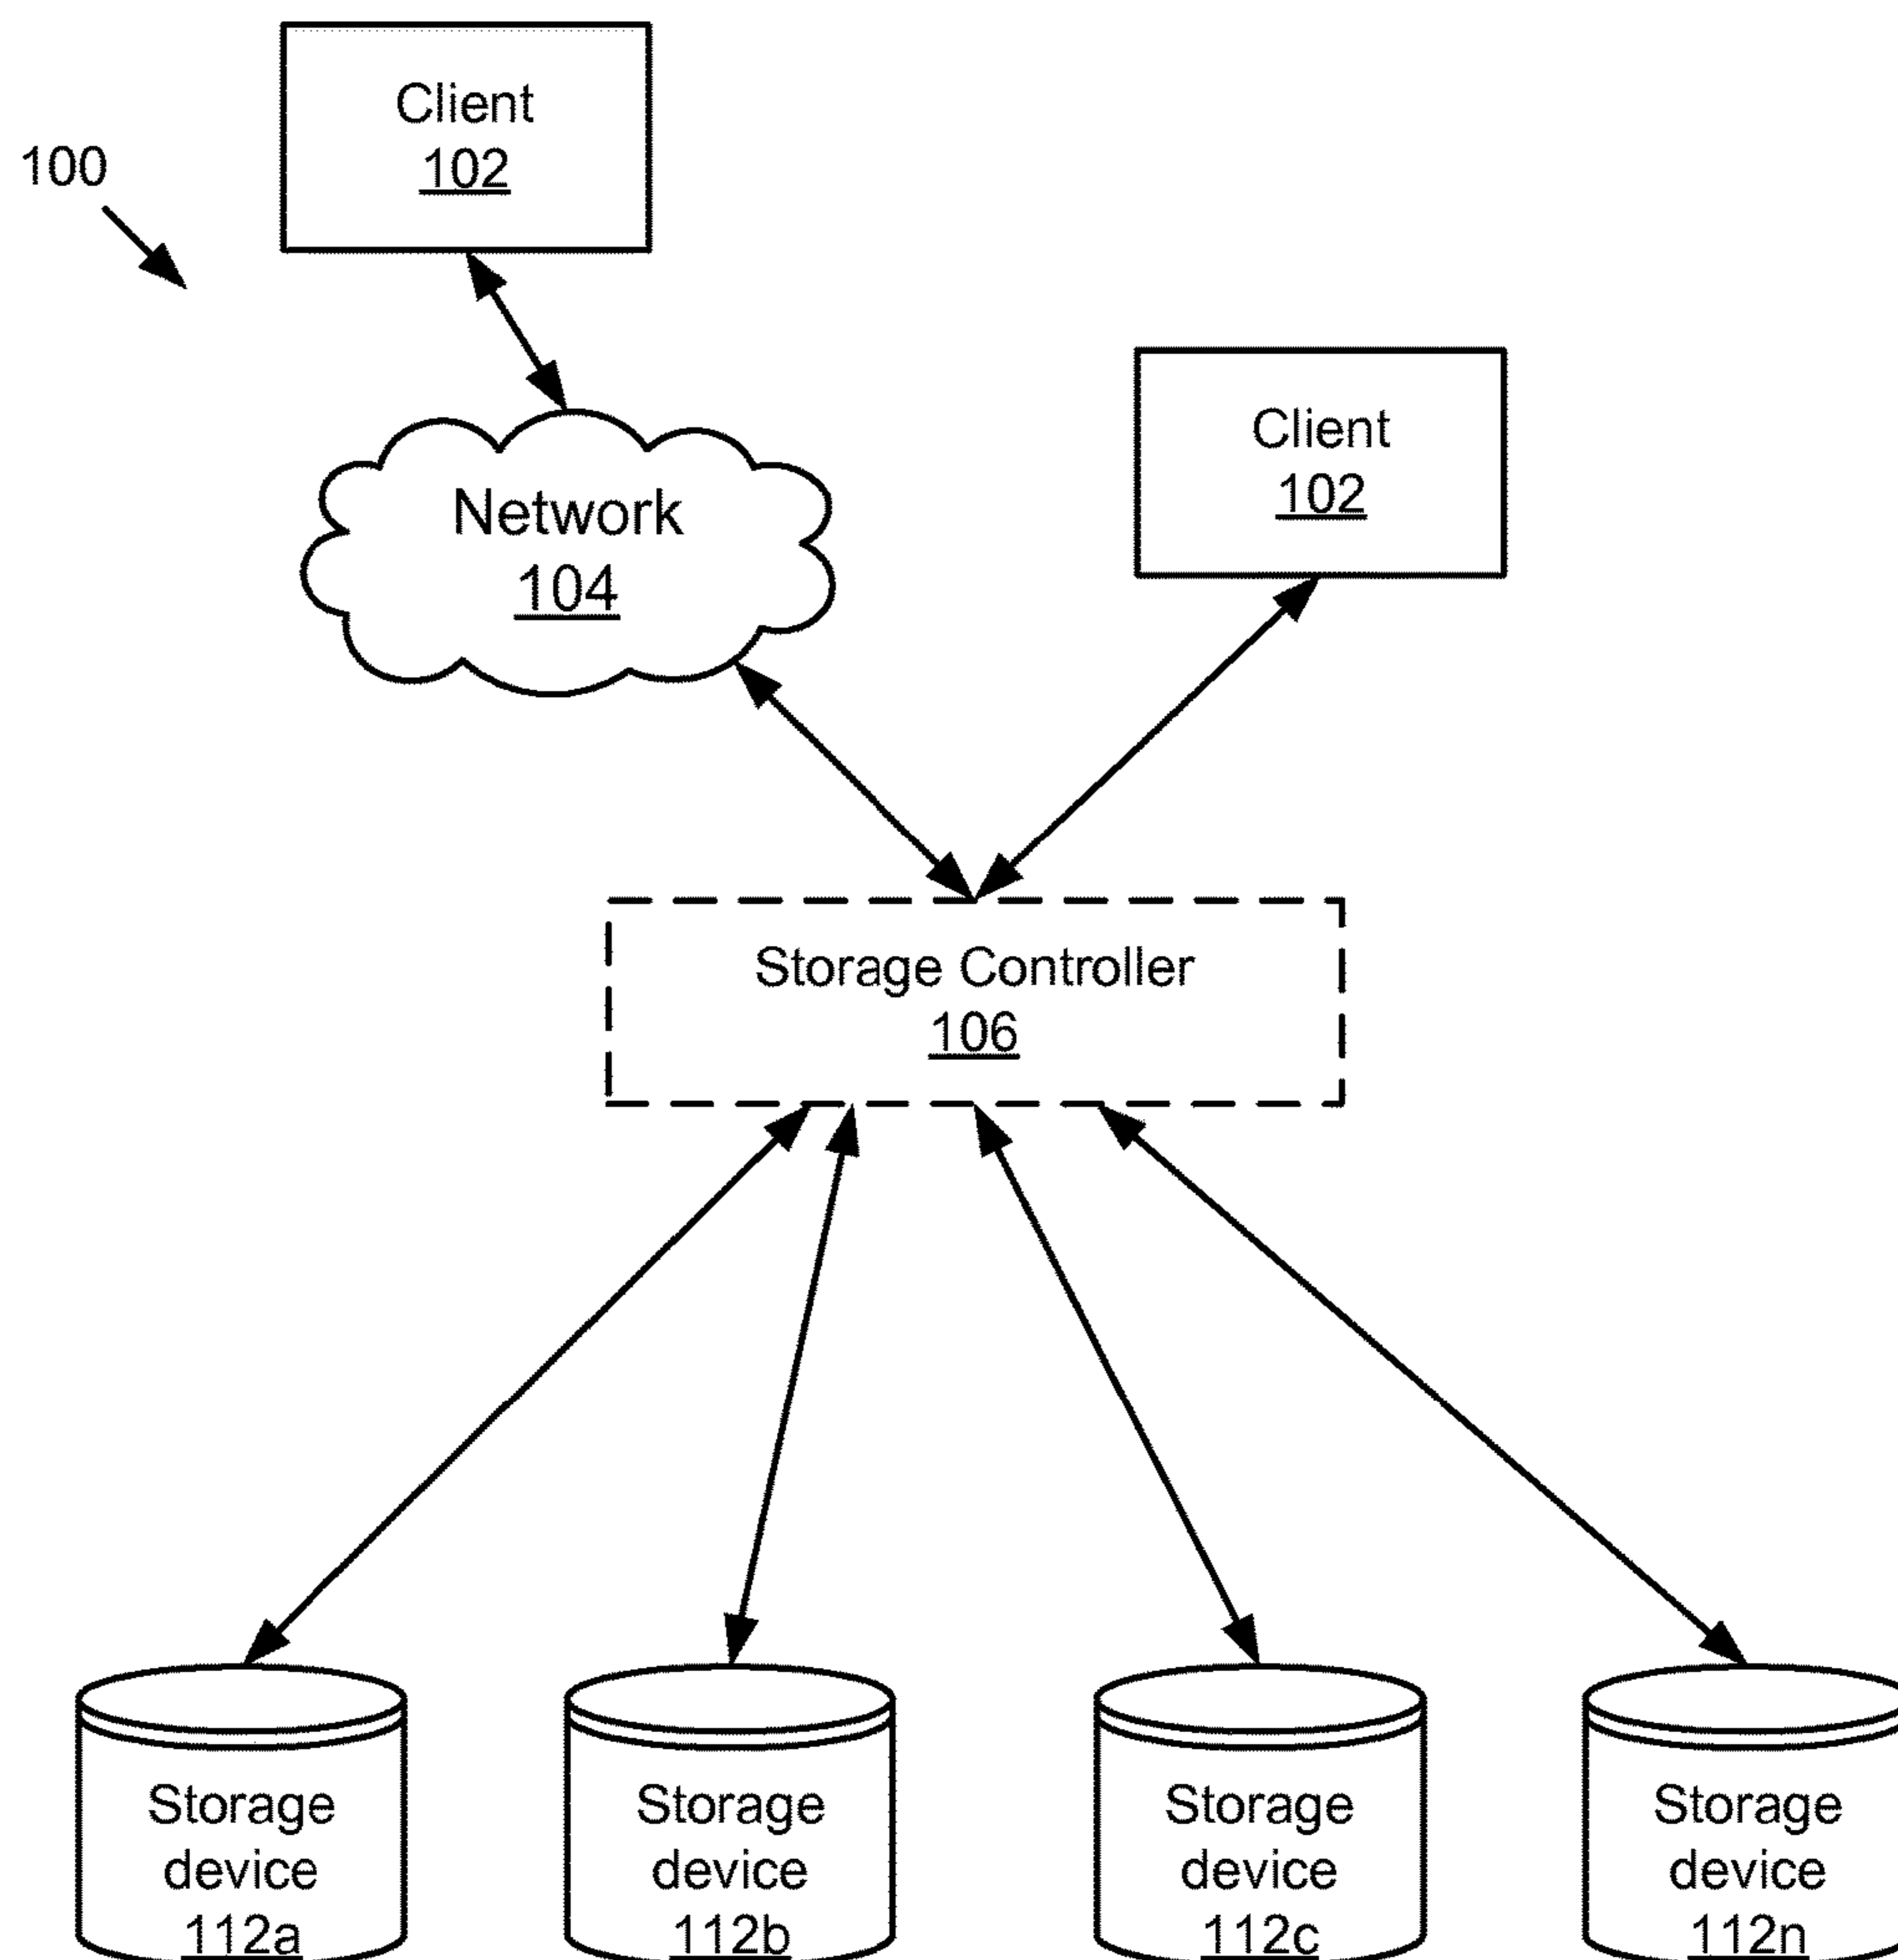 Client
102
100
Client
102
Network
104
Storage Controller
106
Storage
device
112a
Storage
device
112b
Storage
device
112c
Storage
device
112n